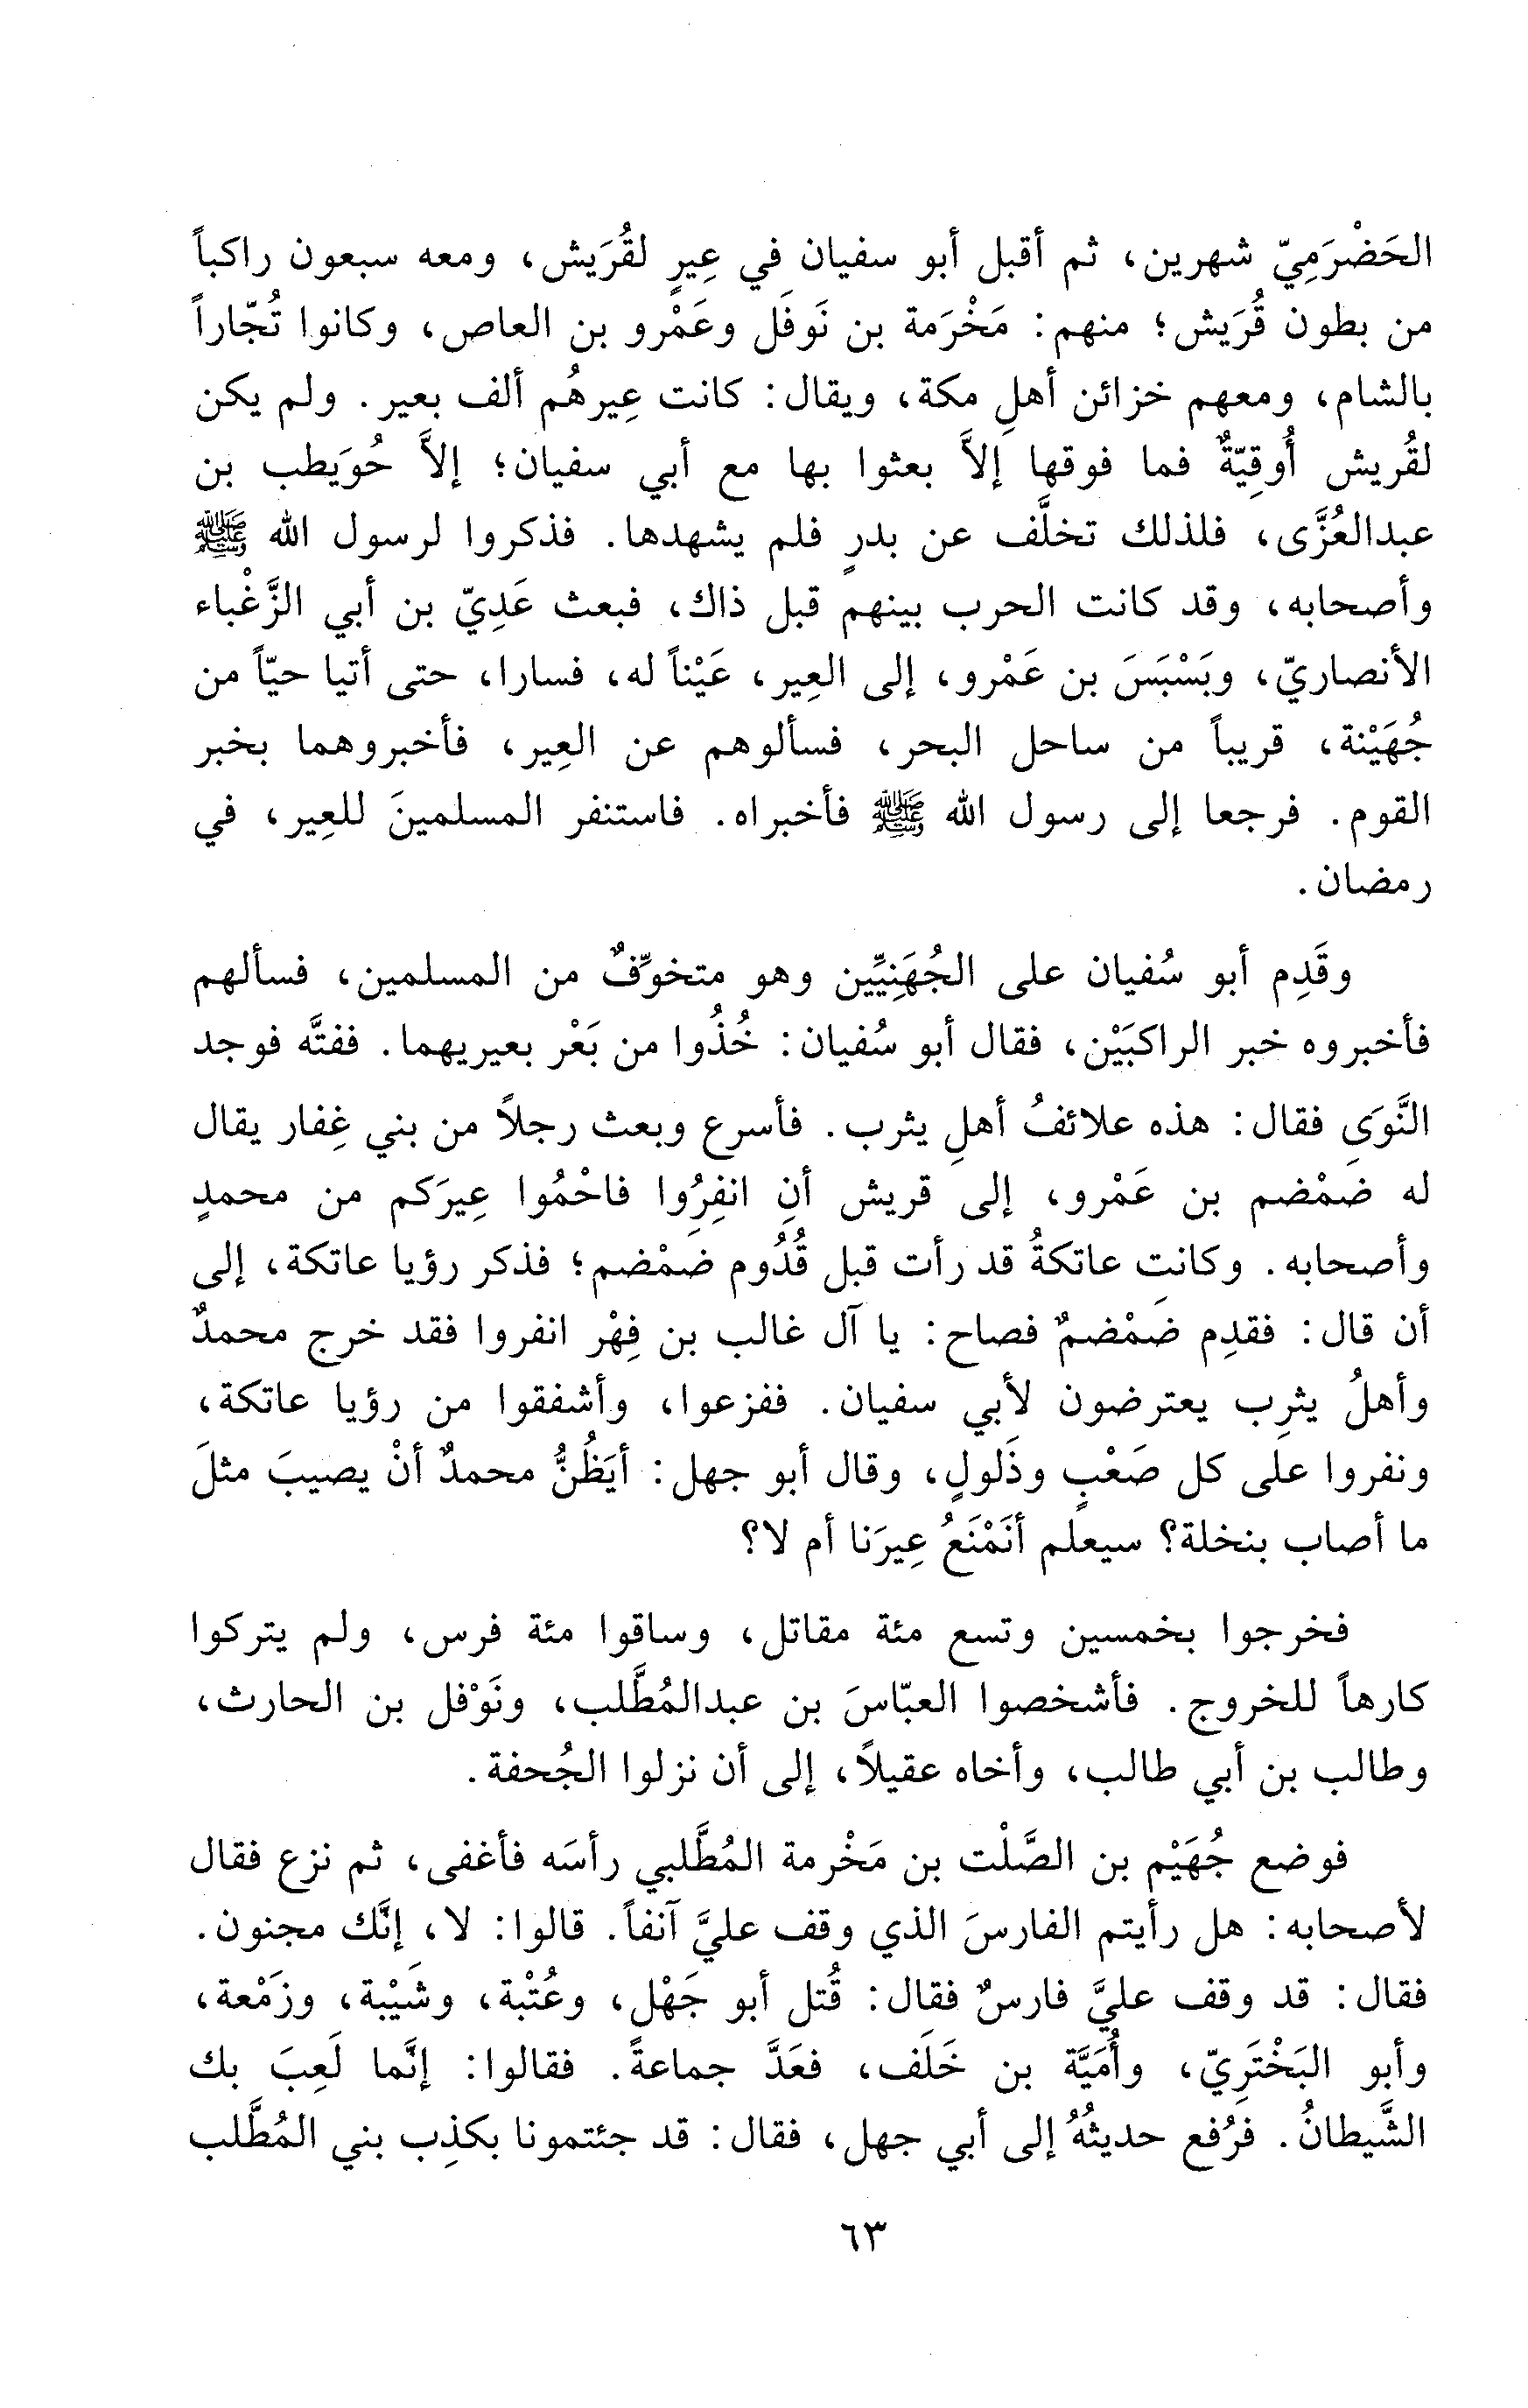 الحَضْرَمِيّ شهرين، ثم أقبل أبو سفيان في عِيرٍ لقُرَيش، ومعه سبعون راكباً
من بطون قُرَيش؛ منهم: مَخْرَمة بن نَوفَل وعَمْرو بن العاص، وكانوا تُجّاراً
بالشام، ومعهم خزائن أهلِ مكة، ويقال: كانت عِيرهُم ألف بعير. ولم يكن
لقُريش أُوقِيّةٌ فما فوقها إلاَّ بعثوا بها مع أبي سفيان؛ إلاَّ حُوَيطب بن
عبدالعُزَّى، فلذلك تخلَّف عن بدرٍ فلم يشهدها. فذكروا لرسول الله ﷺ
وأصحابه، وقد كانت الحرب بينهم قبل ذاك، فبعث عَدِيّ بن أبي الزَّغْباء
الأنصاريّ، وبَسْبَسَ بن عَمْرو، إلى العِير، عَيْناً له، فسارا، حتى أتيا حيّاً من
جُهَيْنة، قريباً من ساحل البحر، فسألوهم عن العِير، فأخبروهما بخبر
القوم. فرجعا إلى رسول الله ﷺ فأخبراه. فاستنفر المسلمينَ للعِير، في
رمضان.
وقَدِم أبو سُفيان على الجُهَنِيِّين وهو متخوِّفٌ من المسلمين، فسألهم
فأخبروه خبر الراكبَيْن، فقال أبو سُفيان: خُذُوا من بَعْر بعيريهما. ففتَّه فوجد
النَّوَى فقال: هذه علائفُ أهلِ يثرب. فأسرع وبعث رجلاً من بني غِفار يقال
له ضَمْضم بن عَمْرو، إلى قريش أنِ انفِرُوا فاحْمُوا عِيرَكم من محمدٍ
وأصحابه. وكانتِ عاتكةُ قد رأت قبل قُدُوم ضمْضم؛ فذكر رؤيا عاتكة، إلى
أن قال: فقدِم ضَمْضمٌ فصاح: يا آل غالب بن فِهْر انفروا فقد خرج محمدٌ
وأهلُ يثرِب يعترضون لأبي سفيان. ففزعوا، وأشفقوا من رؤيا عاتكة،
ونفروا على كل صَعْبٍ وذَلولٍ، وقال أبو جهل: أيَظُنُّ محمدٌ أنْ يصيبَ مثلَ
ما أصاب بنخلة؟ سيعلم أنَمْنَعُ عِيرَنا أم لا؟
فخرجوا بخمسين وتسع مئة مقاتل، وساقوا مئة فرس، ولم يتركوا
كارهاً للخروج. فأشخصوا العبّاسَ بن عبدالمُطَّلب، ونَوْفل بن الحارث،
وطالب بن أبي طالب، وأخاه عقيلاً، إلى أن نزلوا الجُحفة.
فوضع جُهَيْم بن الصَّلْت بن مَخْرمة المُطَّلبي رأسَه فأغفى، ثم نزع فقال
لأصحابه: هل رأيتم الفارسَ الذي وقف عليَّ آنفاً. قالوا: لا، إنَّك مجنون.
فقال: قد وقف عليَّ فارسٌ فقال: قُتل أبو جَهْل، وعُتْبة، وشَيْبة، وزَمْعة،
وأبو البَخْتَرِيّ، وأُمَيَّة بن خَلَف، فعَدَّ جماعةً. فقالوا: إنَّما لَعِبَ بك
الشَّيطانُ. فرُفع حديثُهُ إلى أبي جهل، فقال: قد جئتمونا بكذِب بني المُطَّلب
٦٣